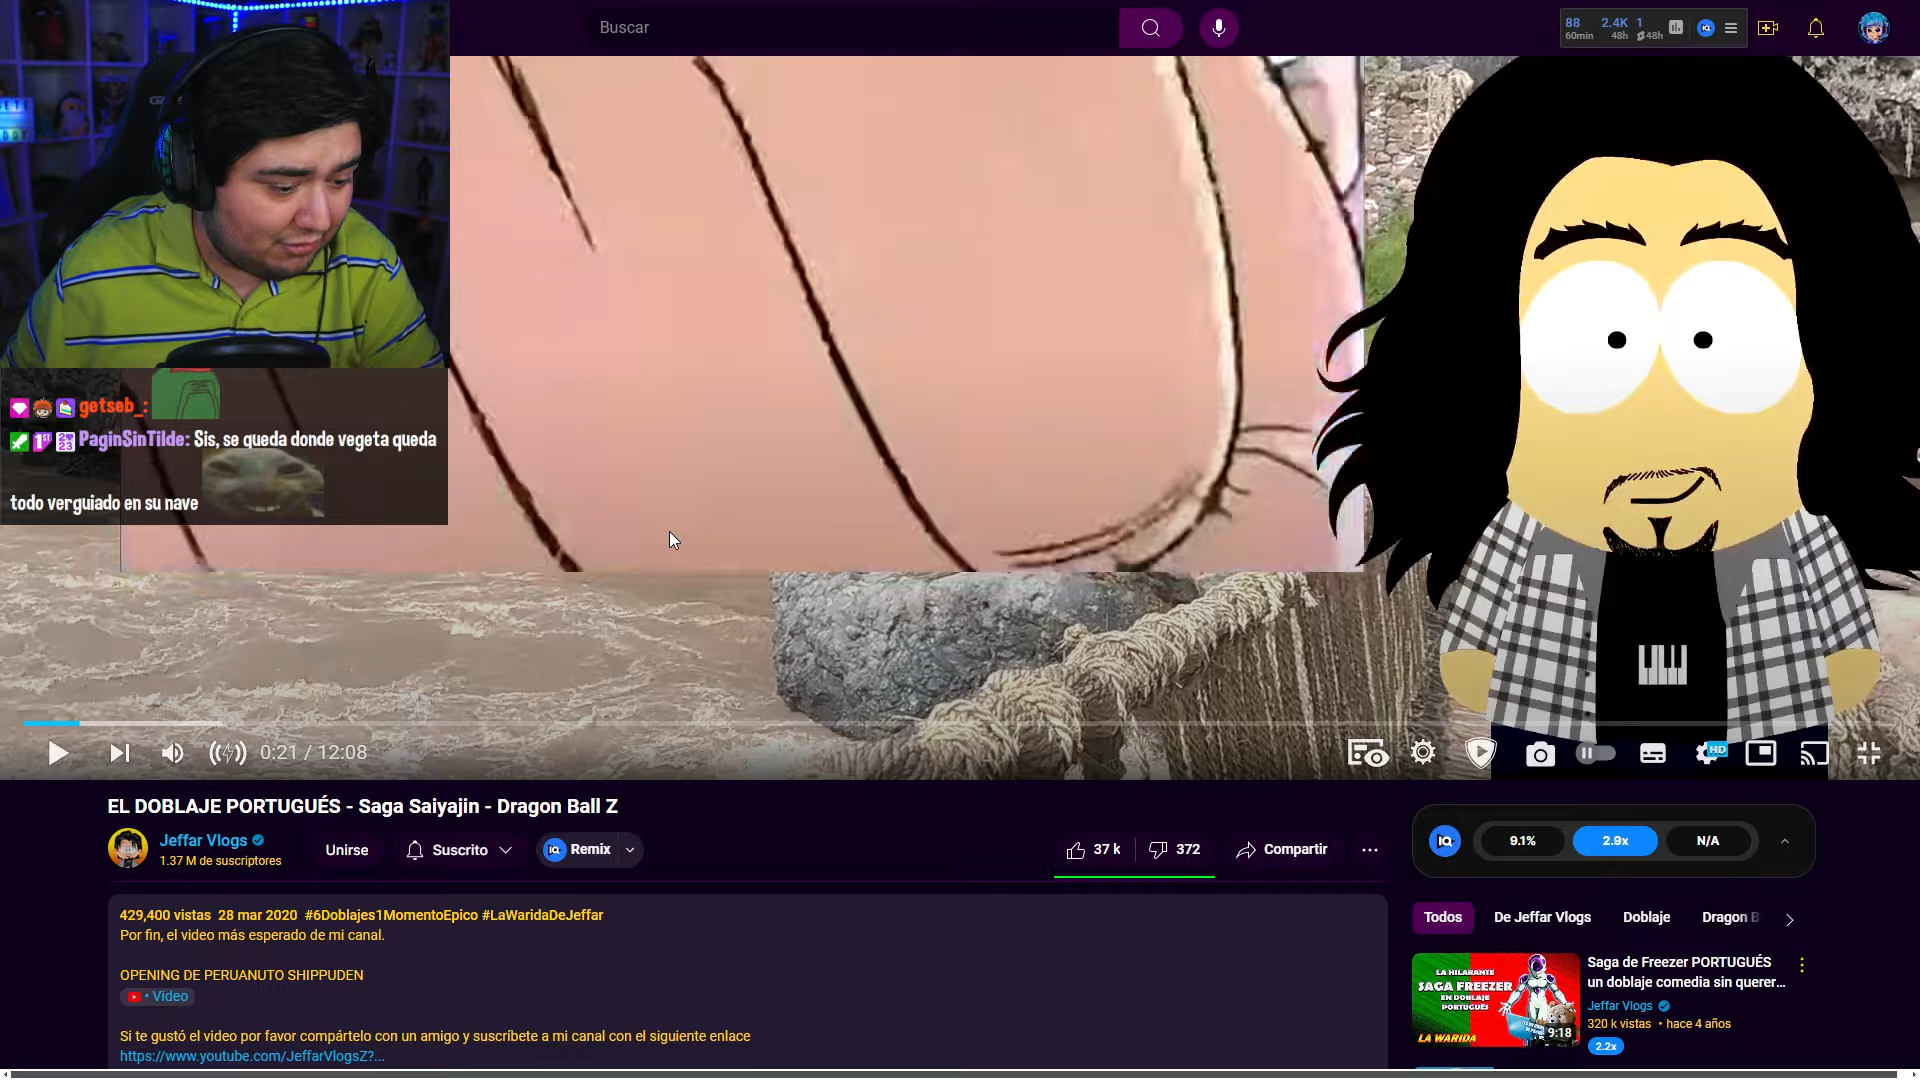 Buscar
88 2.4K 1
60min 48h 48h
getseb_:
PaginSinTilde: Sis, se queda donde vegeta queda
todo verguiado en su nave
0:21 / 12:08
HD
EL DOBLAJE PORTUGUÉS - Saga Saiyajin - Dragon Ball Z
Jeffar Vlogs
1.37 M de suscriptores
Unirse
Suscrito
IQ Remix
37 k
372
Compartir
IQ 9.1% 2.9x N/A
429,400 vistas 28 mar 2020 #6Doblajes1MomentoEpico #LaWaridaDeJeffar
Por fin, el video más esperado de mi canal.
OPENING DE PERUANUTO SHIPPUDEN
• Video
Si te gustó el video por favor compártelo con un amigo y suscríbete a mi canal con el siguiente enlace
https://www.youtube.com/JeffarVlogsZ?...
Todos De Jeffar Vlogs Doblaje Dragon B
LA HILARANTE
SAGA FREEZER
EN DOBLAJE
PORTUGUÉS
LA WARIDA
9:18
Saga de Freezer PORTUGUÉS
un doblaje comedia sin querer...
Jeffar Vlogs
320 k vistas • hace 4 años
2.2x